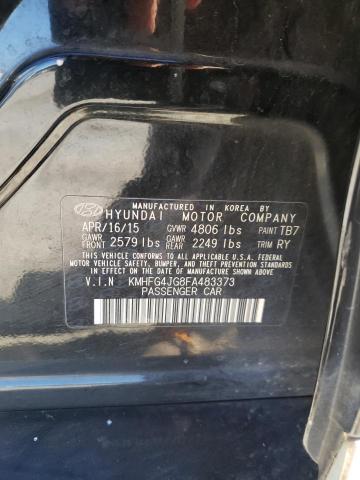 MANUFACTURED IN KOREA
HYUNDAI MOTOR COMPANY
APR/16/15 GVWR 4806 lbs PAINT TB7
GAWR FRONT 2579 lbs GAWR REAR 2249 lbs TRIM RY
THIS VEHICLE CONFORMS TO ALL APPLICABLE U.S.A. FEDERAL
MOTOR VEHICLE SAFETY, BUMPER, AND THEFT PREVENTION
STANDARDS IN EFFECT ON THE DATE OF MANUFACTURE SHOWN ABOVE.
V.I.N KMHFG4JG8FA483373
PASSENGER CAR